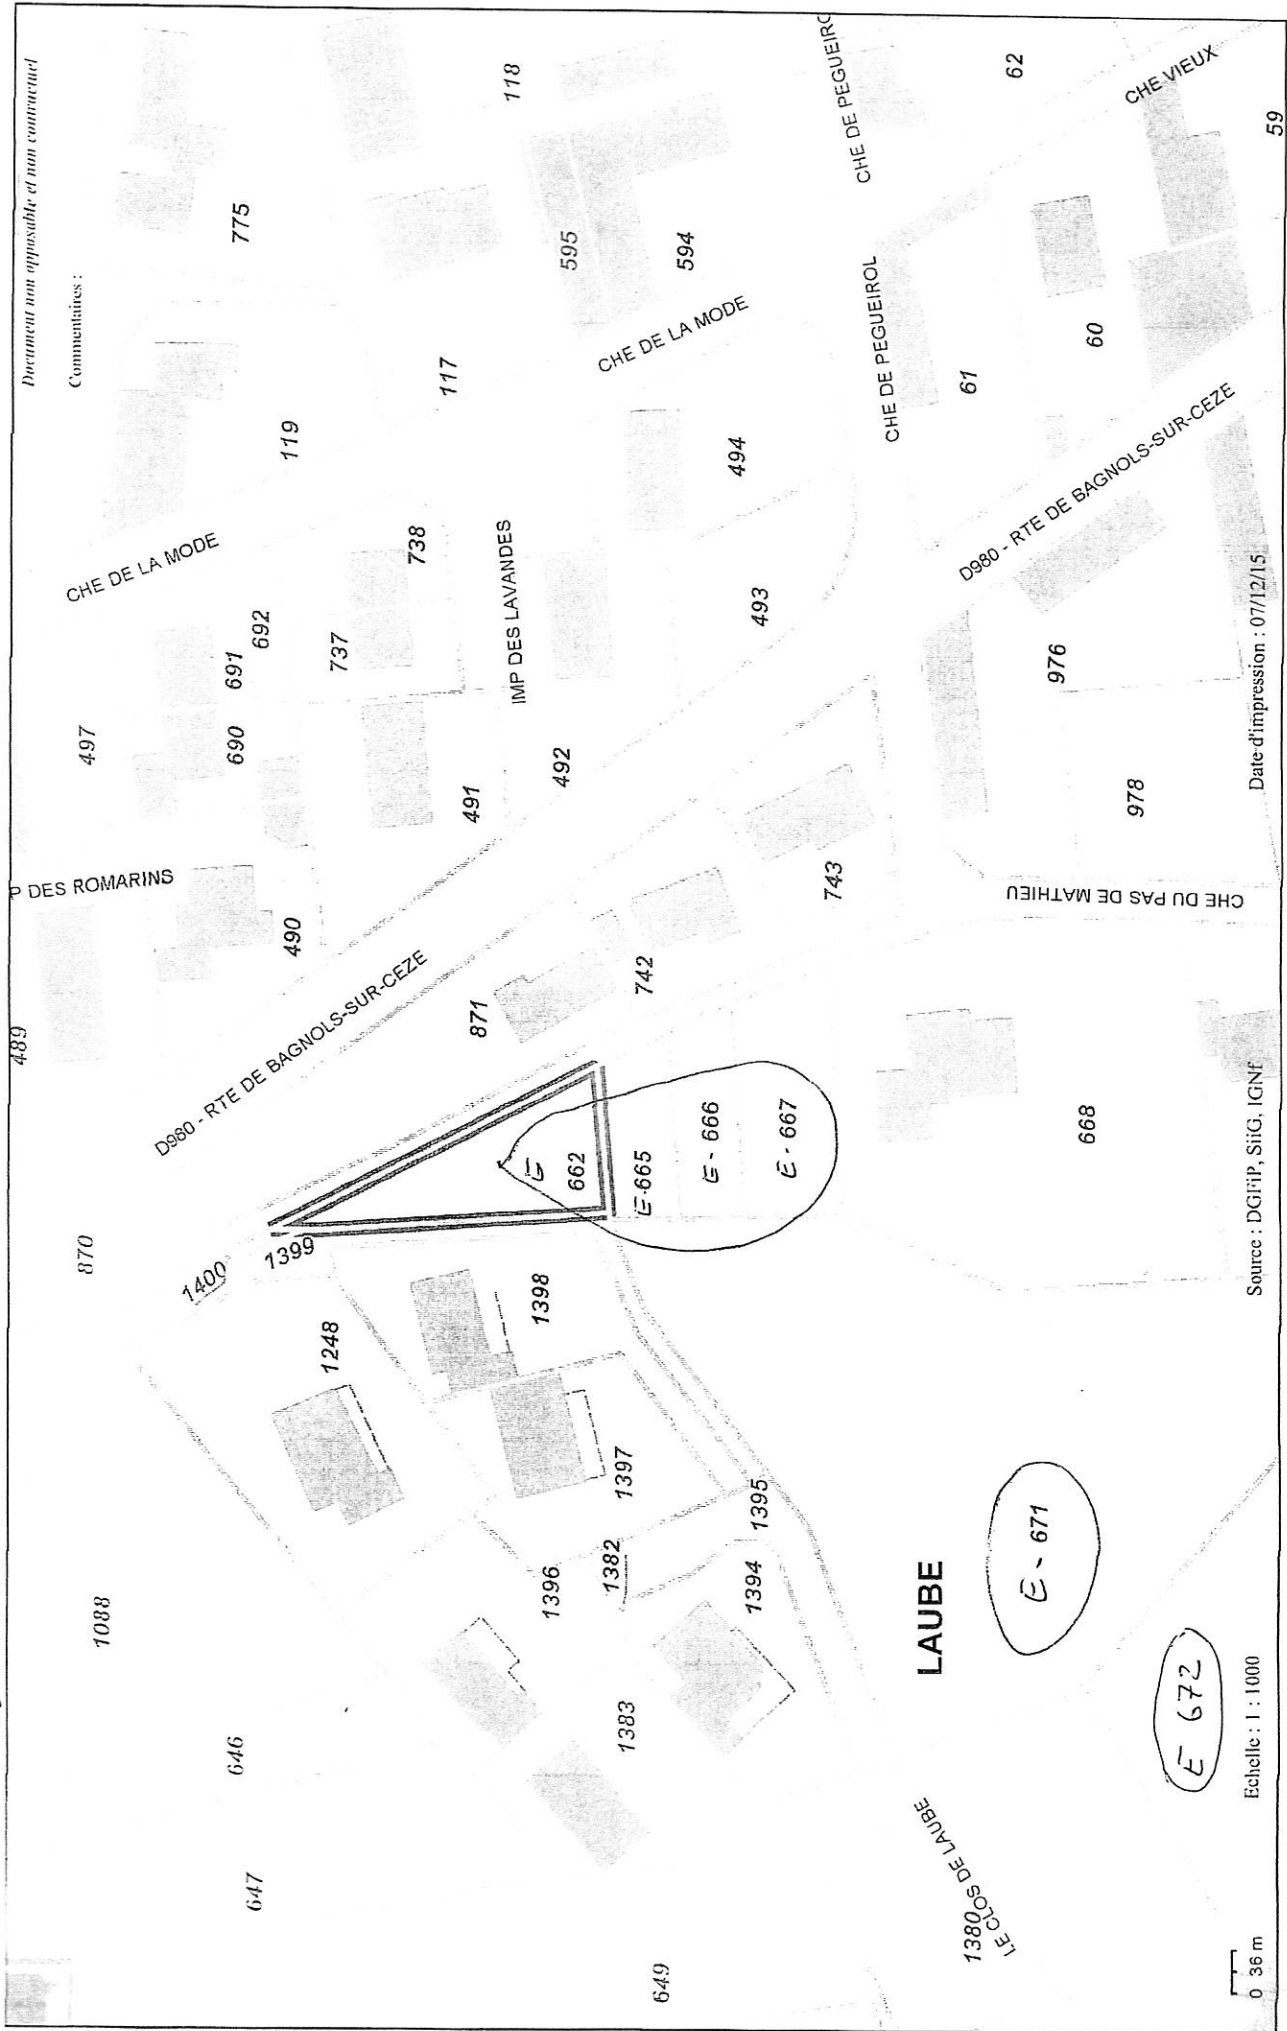 Document non opposable et non contractuel
Commentaires :
CHE DE PEGUEIRO
62
CHE VIEUX
59
118
775
595
594
CHE DE LA MODE
CHE DE PEGUEIROL
61
60
117
119
494
D980 - RTE DE BAGNOLS-SUR-CEZE
CHE DE LA MODE
738
IMP DES LAVANDES
692
691
737
493
976
497
690
491
492
978
P DES ROMARINS
490
743
CHE DU PAS DE MATHIEU
489
D980 - RTE DE BAGNOLS-SUR-CEZE
871
742
E
662
E-665
E-666
E-667
668
870
1400
1399
1248
1398
1397
1395
1396
1382
1394
1383
1088
646
647
649
LAUBE
E-671
E 672
LE CLOS DE LAUBE
1380
0 36 m
Echelle : 1 : 1000
Source : DGFiP, SiiG, IGNf
Date d'impression : 07/12/15